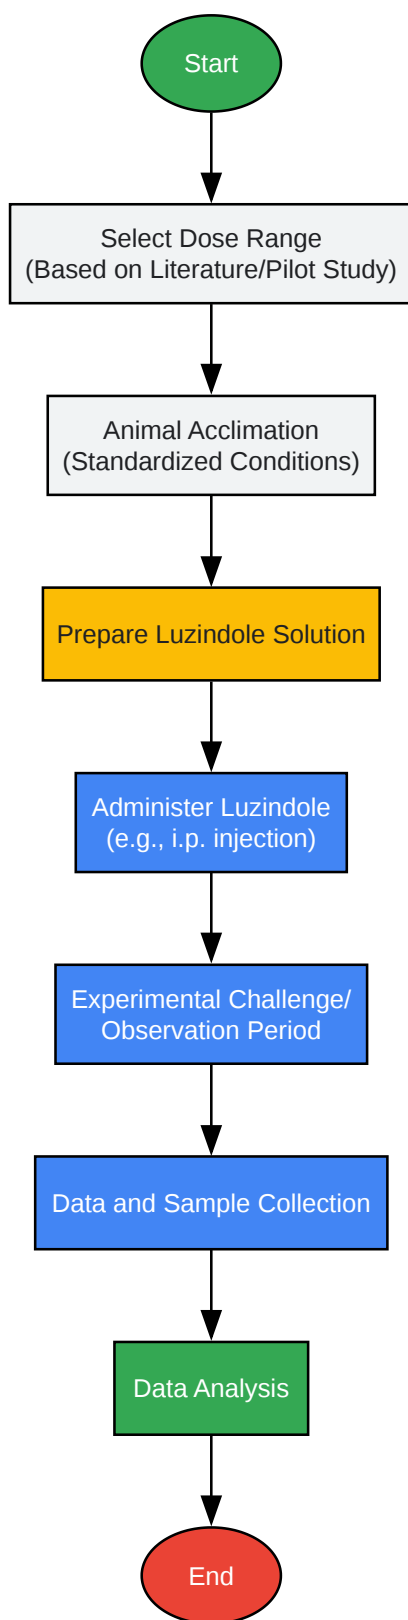 Start
Select Dose Range
(Based on Literature/Pilot Study)
Animal Acclimation
(Standardized Conditions)
Prepare Luzindole Solution
Administer Luzindole
(e.g., i.p. injection)
Experimental Challenge/
Observation Period
Data and Sample Collection
Data Analysis
End